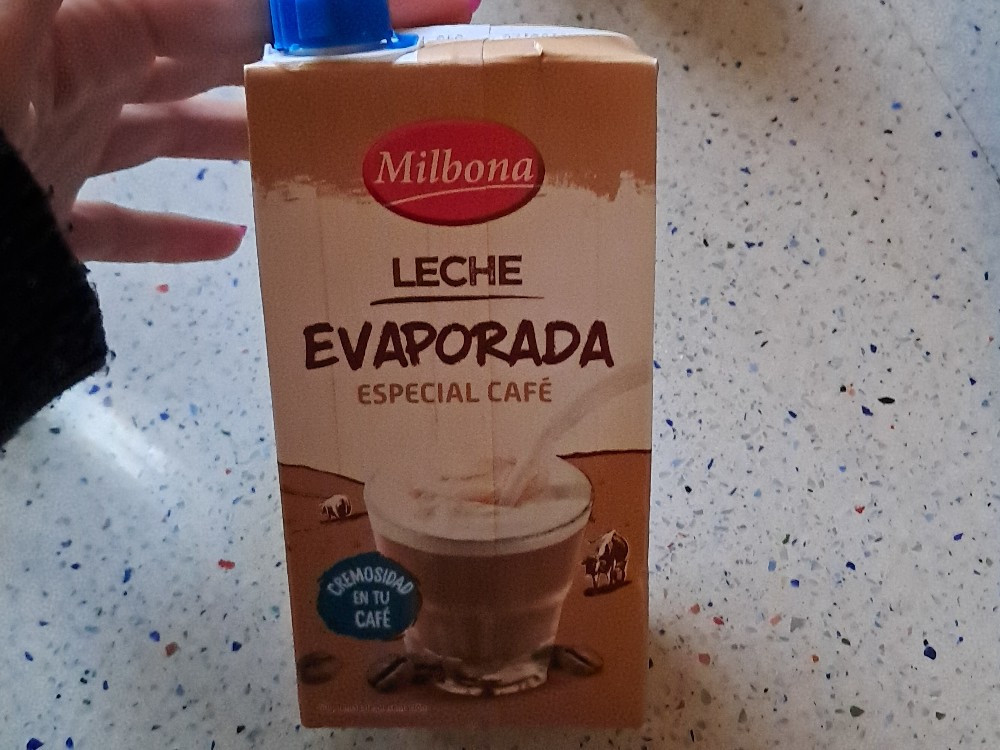 Milbona
LECHE
EVAPORADA
ESPECIAL CAFÉ
CREMOSIDAD
EN TU
CAFÉ